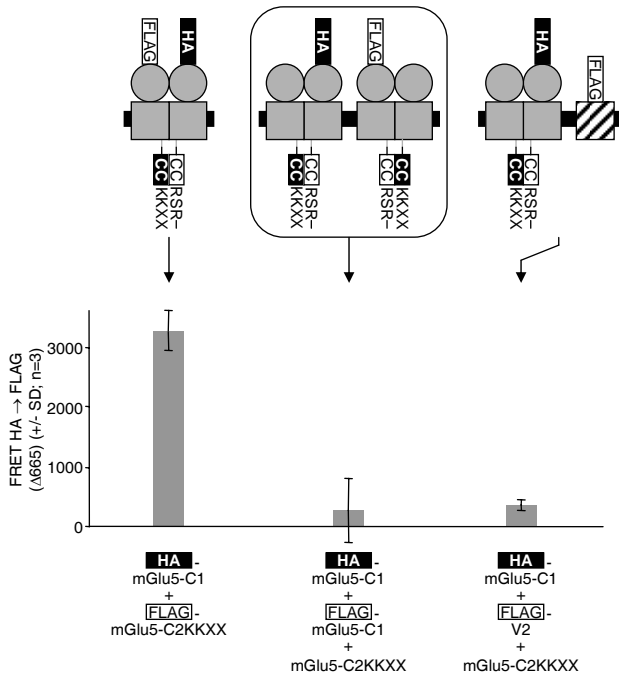 FLAG
HA
CC
CC
KKXX
RSR–
HA
FLAG
CC
CC
KKXX
RSR–
CC
CC
RSR–
KKXX
HA
FLAG
CC
CC
KKXX
RSR–
FRET HA → FLAG
(Δ665) (+/- SD; n=3)
3000
2000
1000
0
HA -
mGlu5-C1
+
FLAG -
mGlu5-C2KKXX
HA -
mGlu5-C1
+
FLAG -
mGlu5-C1
+
mGlu5-C2KKXX
HA -
mGlu5-C1
+
FLAG -
V2
+
mGlu5-C2KKXX